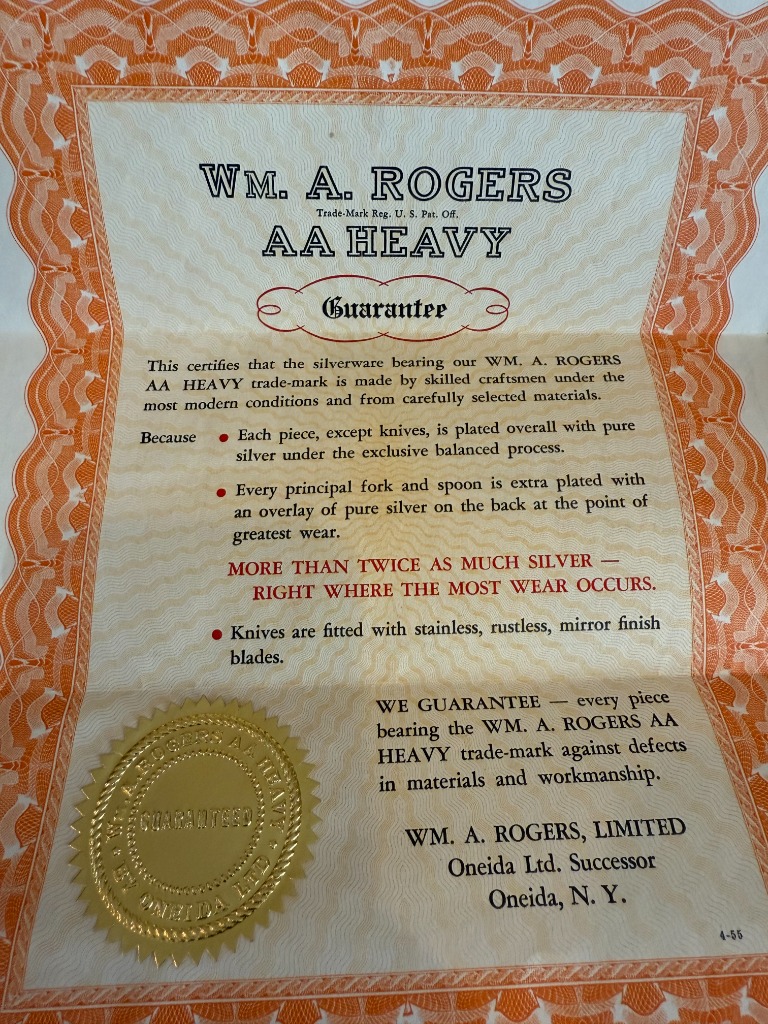 WM. A. ROGERS
Trade-Mark Reg. U. S. Pat. Off.
AA HEAVY
Guarantee
This certifies that the silverware bearing our WM. A. ROGERS
AA HEAVY trade-mark is made by skilled craftsmen under the
most modern conditions and from carefully selected materials.
Because • Each piece, except knives, is plated overall with pure
silver under the exclusive balanced process.
• Every principal fork and spoon is extra plated with
an overlay of pure silver on the back at the point of
greatest wear.
MORE THAN TWICE AS MUCH SILVER —
RIGHT WHERE THE MOST WEAR OCCURS.
• Knives are fitted with stainless, rustless, mirror finish
blades.
WE GUARANTEE — every piece
bearing the WM. A. ROGERS AA
HEAVY trade-mark against defects
in materials and workmanship.
WM. A. ROGERS AA HEAVY
GUARANTEED
BY ONEIDA LTD.
WM. A. ROGERS, LIMITED
Oneida Ltd. Successor
Oneida, N. Y.
4-55